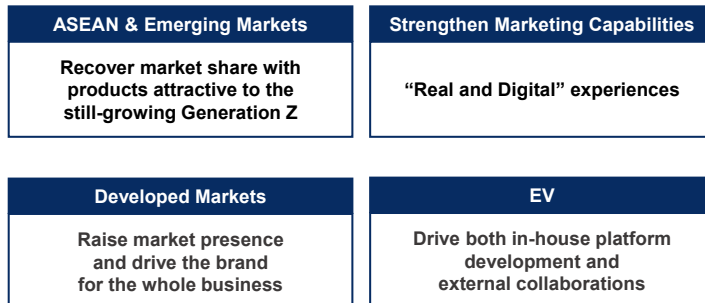 ASEAN & Emerging Markets
Recover market share with
products attractive to the
still-growing Generation Z
Strengthen Marketing Capabilities
“Real and Digital” experiences
Developed Markets
Raise market presence
and drive the brand
for the whole business
EV
Drive both in-house platform
development and
external collaborations